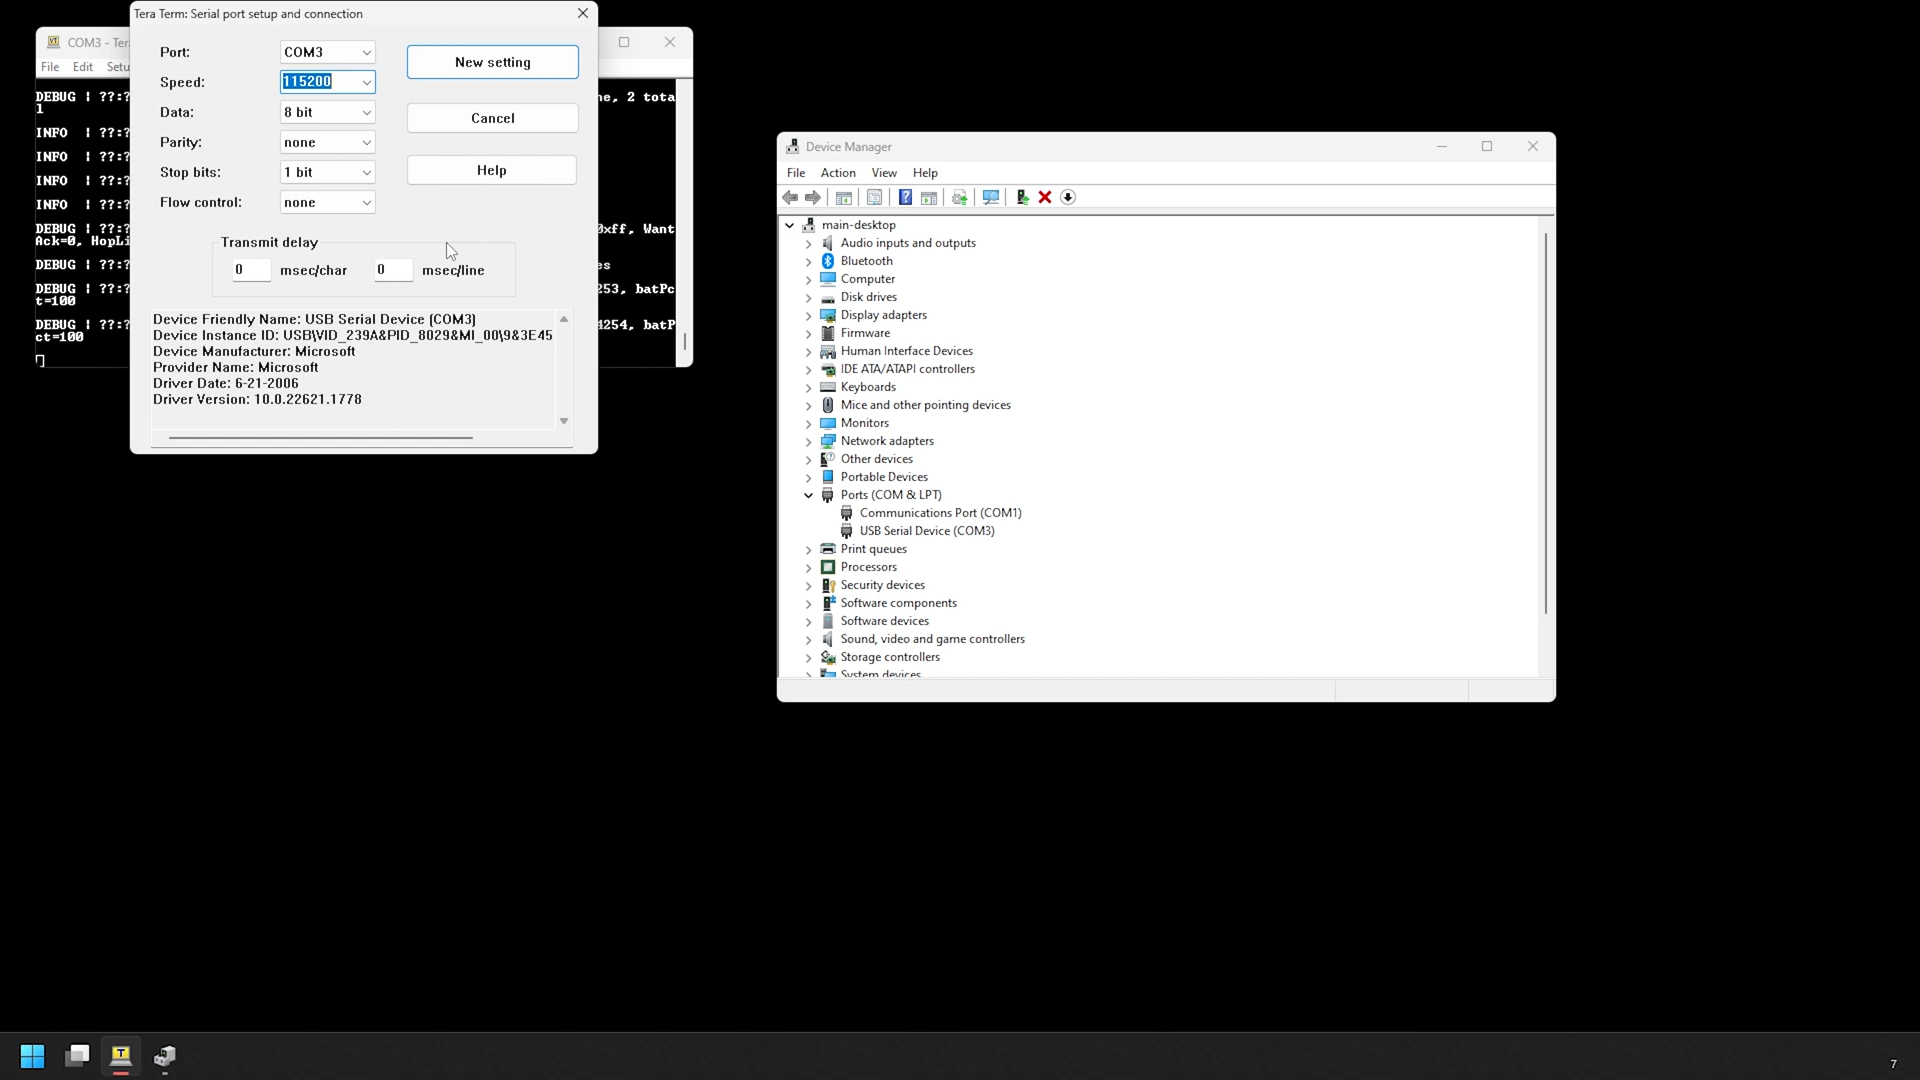 Tera Term: Serial port setup and connection
COM3 - Ter
File Edit Setu
Port: COM3
Speed: 115200
Data: 8 bit
Parity: none
Stop bits: 1 bit
Flow control: none
New setting
Cancel
Help
Transmit delay
0 msec/char 0 msec/line
Device Friendly Name: USB Serial Device (COM3)
Device Instance ID: USB\VID_239A&PID_8029&MI_00\9&3E45
Device Manufacturer: Microsoft
Provider Name: Microsoft
Driver Date: 6-21-2006
Driver Version: 10.0.22621.1778
DEBUG | ??:? ne, 2 tota
l
INFO | ??:?
INFO | ??:?
INFO | ??:?
INFO | ??:?
DEBUG | ??:? 0xff, Want
Ack=0, HopLi
DEBUG | ??:? es
DEBUG | ??:? 253, batPc
t=100
DEBUG | ??:? 4254, batP
ct=100
Device Manager
File Action View Help
main-desktop
Audio inputs and outputs
Bluetooth
Computer
Disk drives
Display adapters
Firmware
Human Interface Devices
IDE ATA/ATAPI controllers
Keyboards
Mice and other pointing devices
Monitors
Network adapters
Other devices
Portable Devices
Ports (COM & LPT)
Communications Port (COM1)
USB Serial Device (COM3)
Print queues
Processors
Security devices
Software components
Software devices
Sound, video and game controllers
Storage controllers
System devices
7